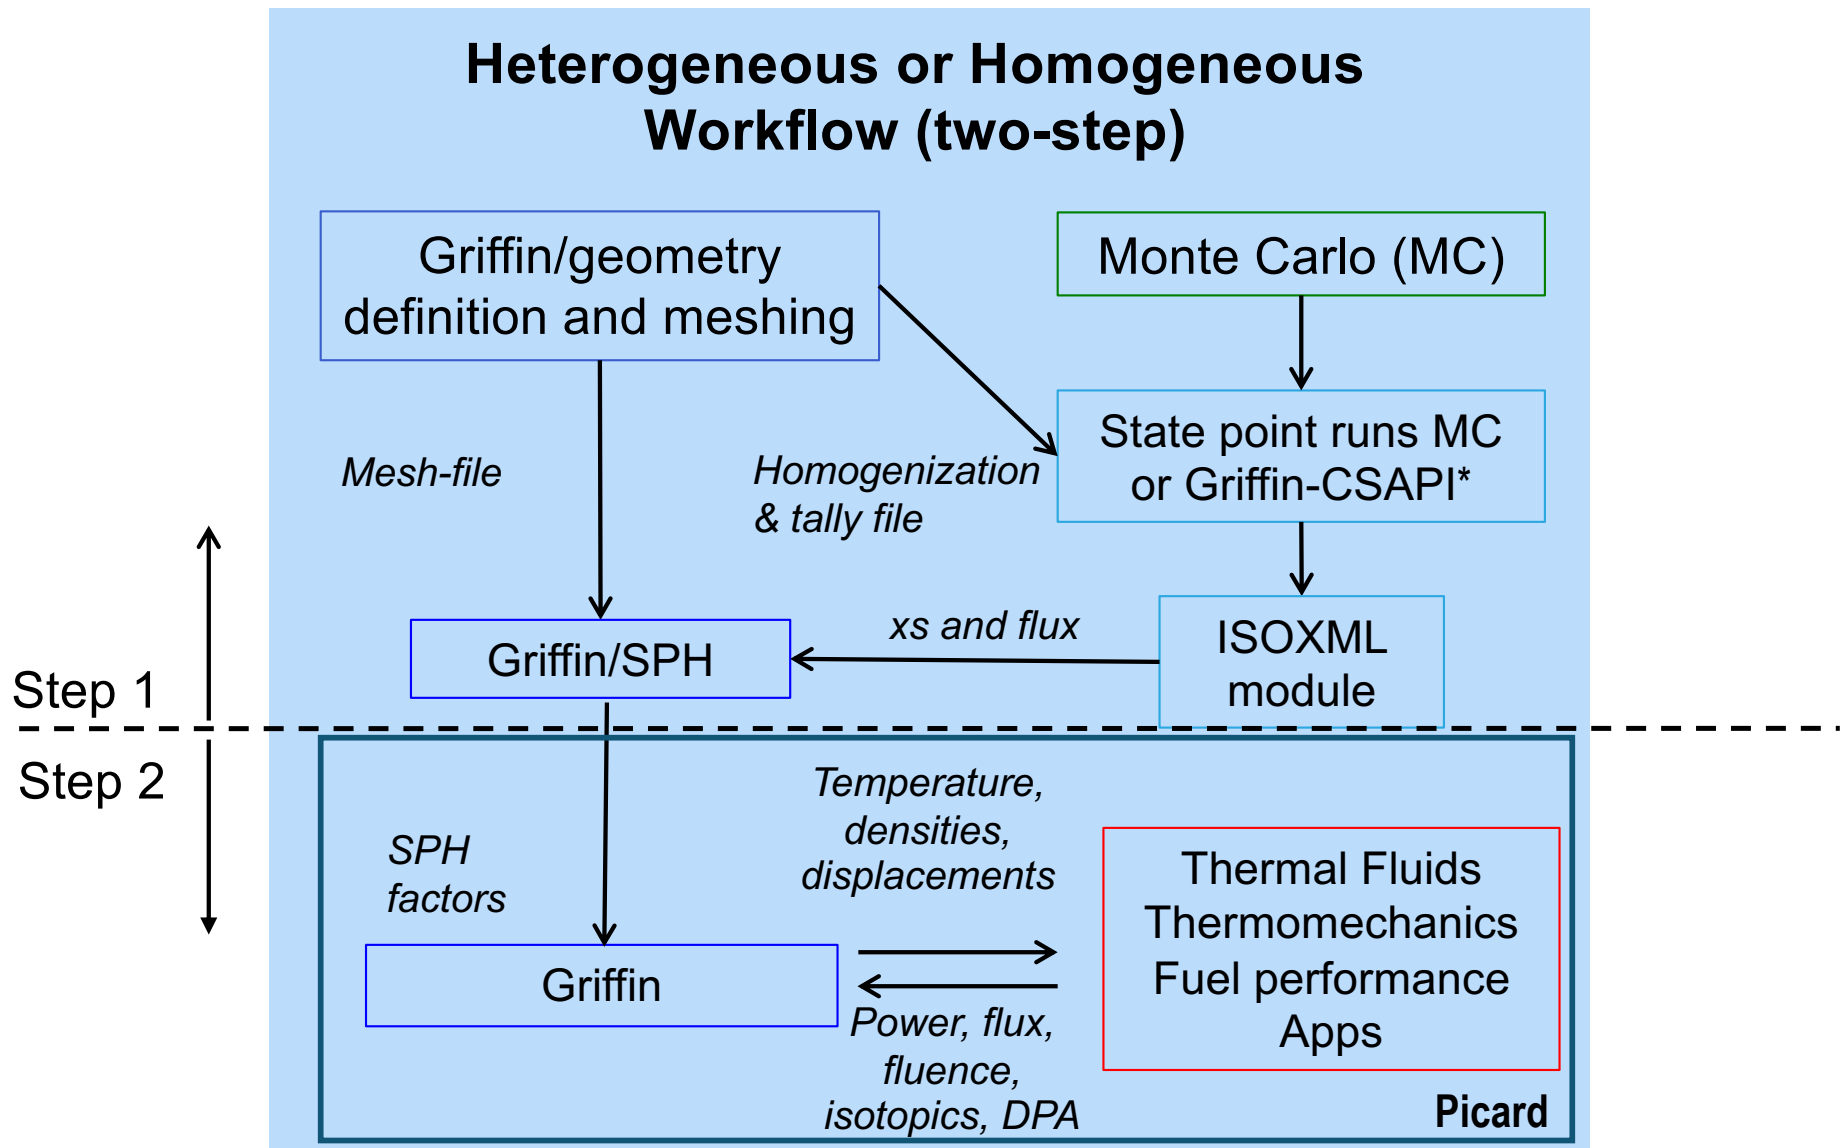 Heterogeneous or Homogeneous
Workflow (two-step)
Griffin/geometry
definition and meshing
Monte Carlo (MC)
State point runs MC
or Griffin-CSAPI*
Mesh-file
Homogenization
& tally file
xs and flux
Griffin/SPH
ISOXML
module
Step 1
Step 2
SPH
factors
Temperature,
densities,
displacements
Griffin
Power, flux,
fluence,
isotopics, DPA
Thermal Fluids
Thermomechanics
Fuel performance
Apps
Picard